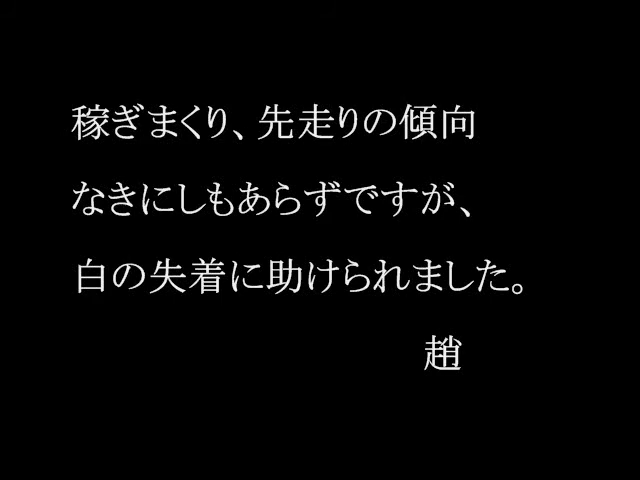 稼ぎまくり、先走りの傾向
なきにしもあらずですが、
白の失着に助けられました。
趙